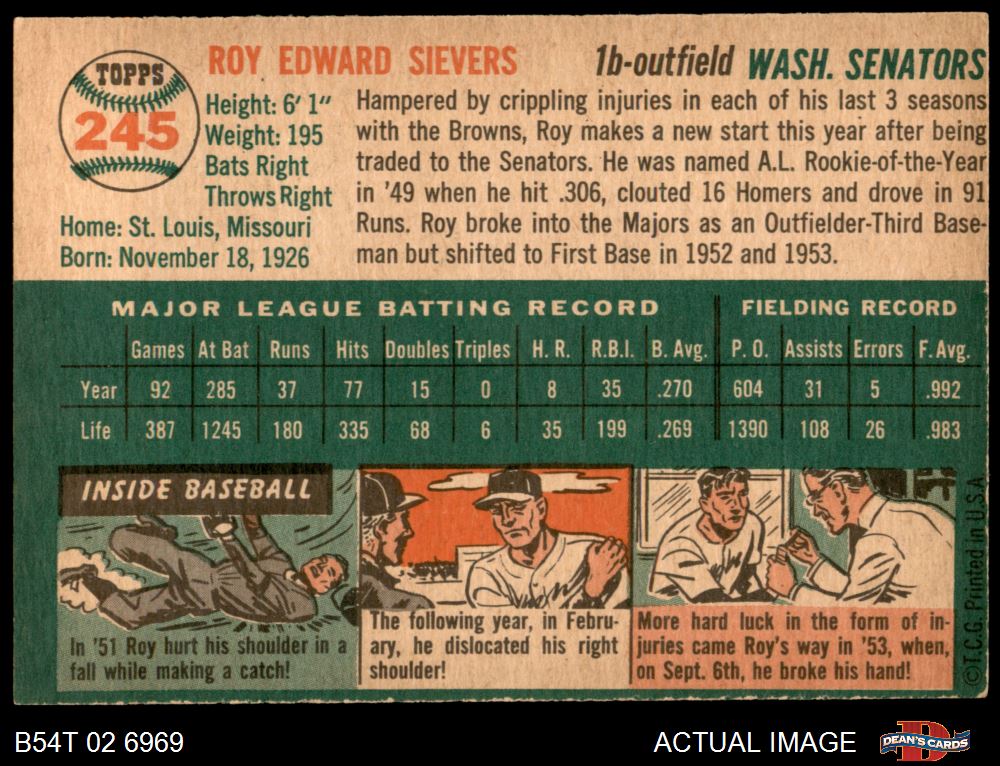 TOPPS
245
ROY EDWARD SIEVERS
1b-outfield WASH. SENATORS
Height: 6' 1"
Weight: 195
Bats Right
Throws Right
Home: St. Louis, Missouri
Born: November 18, 1926
Hampered by crippling injuries in each of his last 3 seasons
with the Browns, Roy makes a new start this year after being
traded to the Senators. He was named A.L. Rookie-of-the-Year
in '49 when he hit .306, clouted 16 Homers and drove in 91
Runs. Roy broke into the Majors as an Outfielder-Third Base-
man but shifted to First Base in 1952 and 1953.
MAJOR LEAGUE BATTING RECORD FIELDING RECORD
Games At Bat Runs Hits Doubles Triples H. R. R.B.I. B. Avg. P. O. Assists Errors F. Avg.
Year 92 285 37 77 15 0 8 35 .270 604 31 5 .992
Life 387 1245 180 335 68 6 35 199 .269 1390 108 26 .983
INSIDE BASEBALL
In '51 Roy hurt his shoulder in a
fall while making a catch!
The following year, in Febru-
ary, he dislocated his right
shoulder!
More hard luck in the form of in-
juries came Roy's way in '53, when,
on Sept. 6th, he broke his hand!
©T.C.G. Printed in U.S.A
B54T 02 6969
ACTUAL IMAGE
DEAN'S CARDS